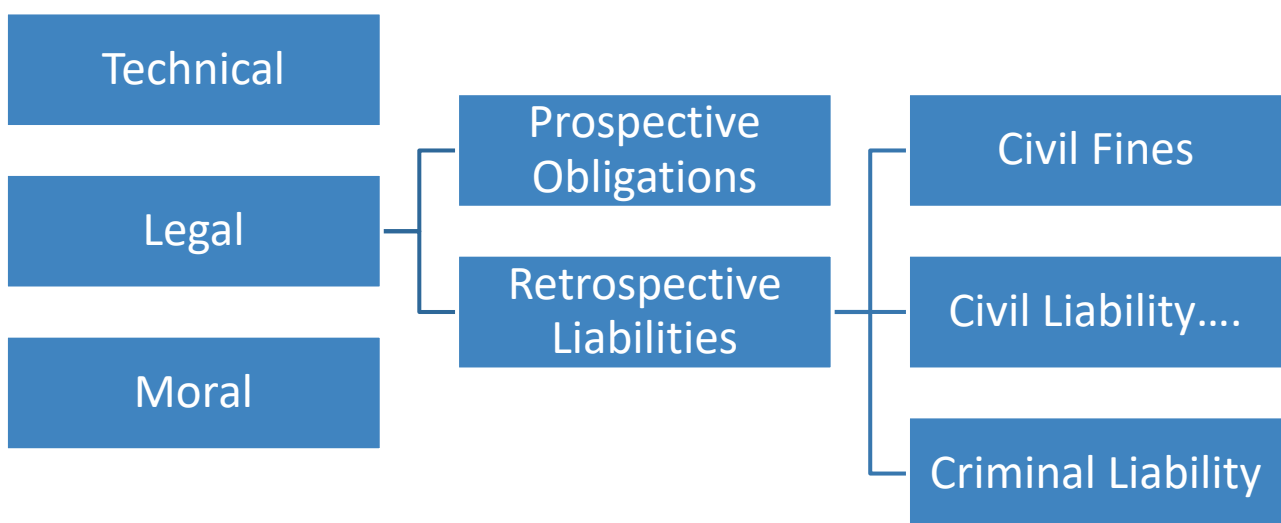 Technical
Legal
Moral
Prospective
Obligations
Retrospective
Liabilities
Civil Fines
Civil Liability....
Criminal Liability